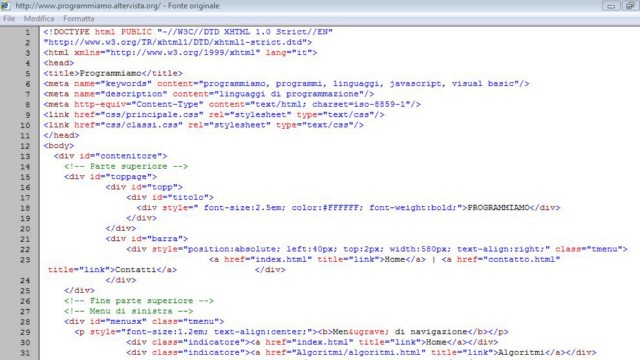 http://www.programmiamo.altervista.org/ - Fonte originale
File Modifica Formatta
1 <!DOCTYPE html PUBLIC "-//W3C//DTD XHTML 1.0 Strict//EN"
2 "http://www.w3.org/TR/xhtml1/DTD/xhtml1-strict.dtd">
3 <html xmlns="http://www.w3.org/1999/xhtml" lang="it">
4 <head>
5 <title>Programmiamo</title>
6 <meta name="keywords" content="programmiamo, programmi, linguaggi, javascript, visual basic"/>
7 <meta name="description" content="linguaggi di programmazione"/>
8 <meta http-equiv="Content-Type" content="text/html; charset=iso-8859-1"/>
9 <link href="css/principale.css" rel="stylesheet" type="text/css"/>
10 <link href="css/classi.css" rel="stylesheet" type="text/css"/>
11 </head>
12 <body>
13 <div id="contenitore">
14 <!-- Parte superiore -->
15 <div id="toppage">
16 <div id="topp">
17 <div id="titolo">
18 <div style=" font-size:2.5em; color:#FFFFFF; font-weight:bold;">PROGRAMMIAMO</div>
19 </div>
20 </div>
21 <div id="barra">
22 <div style="position:absolute; left:40px; top:2px; width:580px; text-align:right;" class="tmenu">
23 <a href="index.html" title="link">Home</a> | <a href="contatto.html"
title="link">Contatti</a> </div>
24 </div>
25 </div>
26 <!-- Fine parte superiore -->
27 <!-- Menu di sinistra -->
28 <div id="menusx" class="tmenu">
29 <p style="font-size:1.2em; text-align:center;"><b>Men&ugrave; di navigazione</b></p>
30 <div class="indicatore"><a href="index.html" title="link">Home</a></div>
31 <div class="indicatore"><a href="Algoritmi/algoritmi.html" title="link">Algoritmi</a></div>